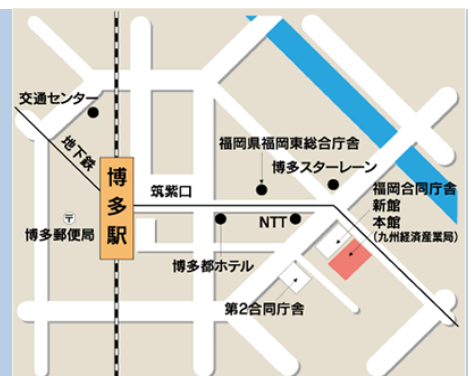 交通センター
地下鉄
博多駅
筑紫口
福岡県福岡東総合庁舎
博多スターレーン
福岡合同庁舎
新館
本館
(九州経済産業局)
〒
博多郵便局
NTT
博多都ホテル
第2合同庁舎